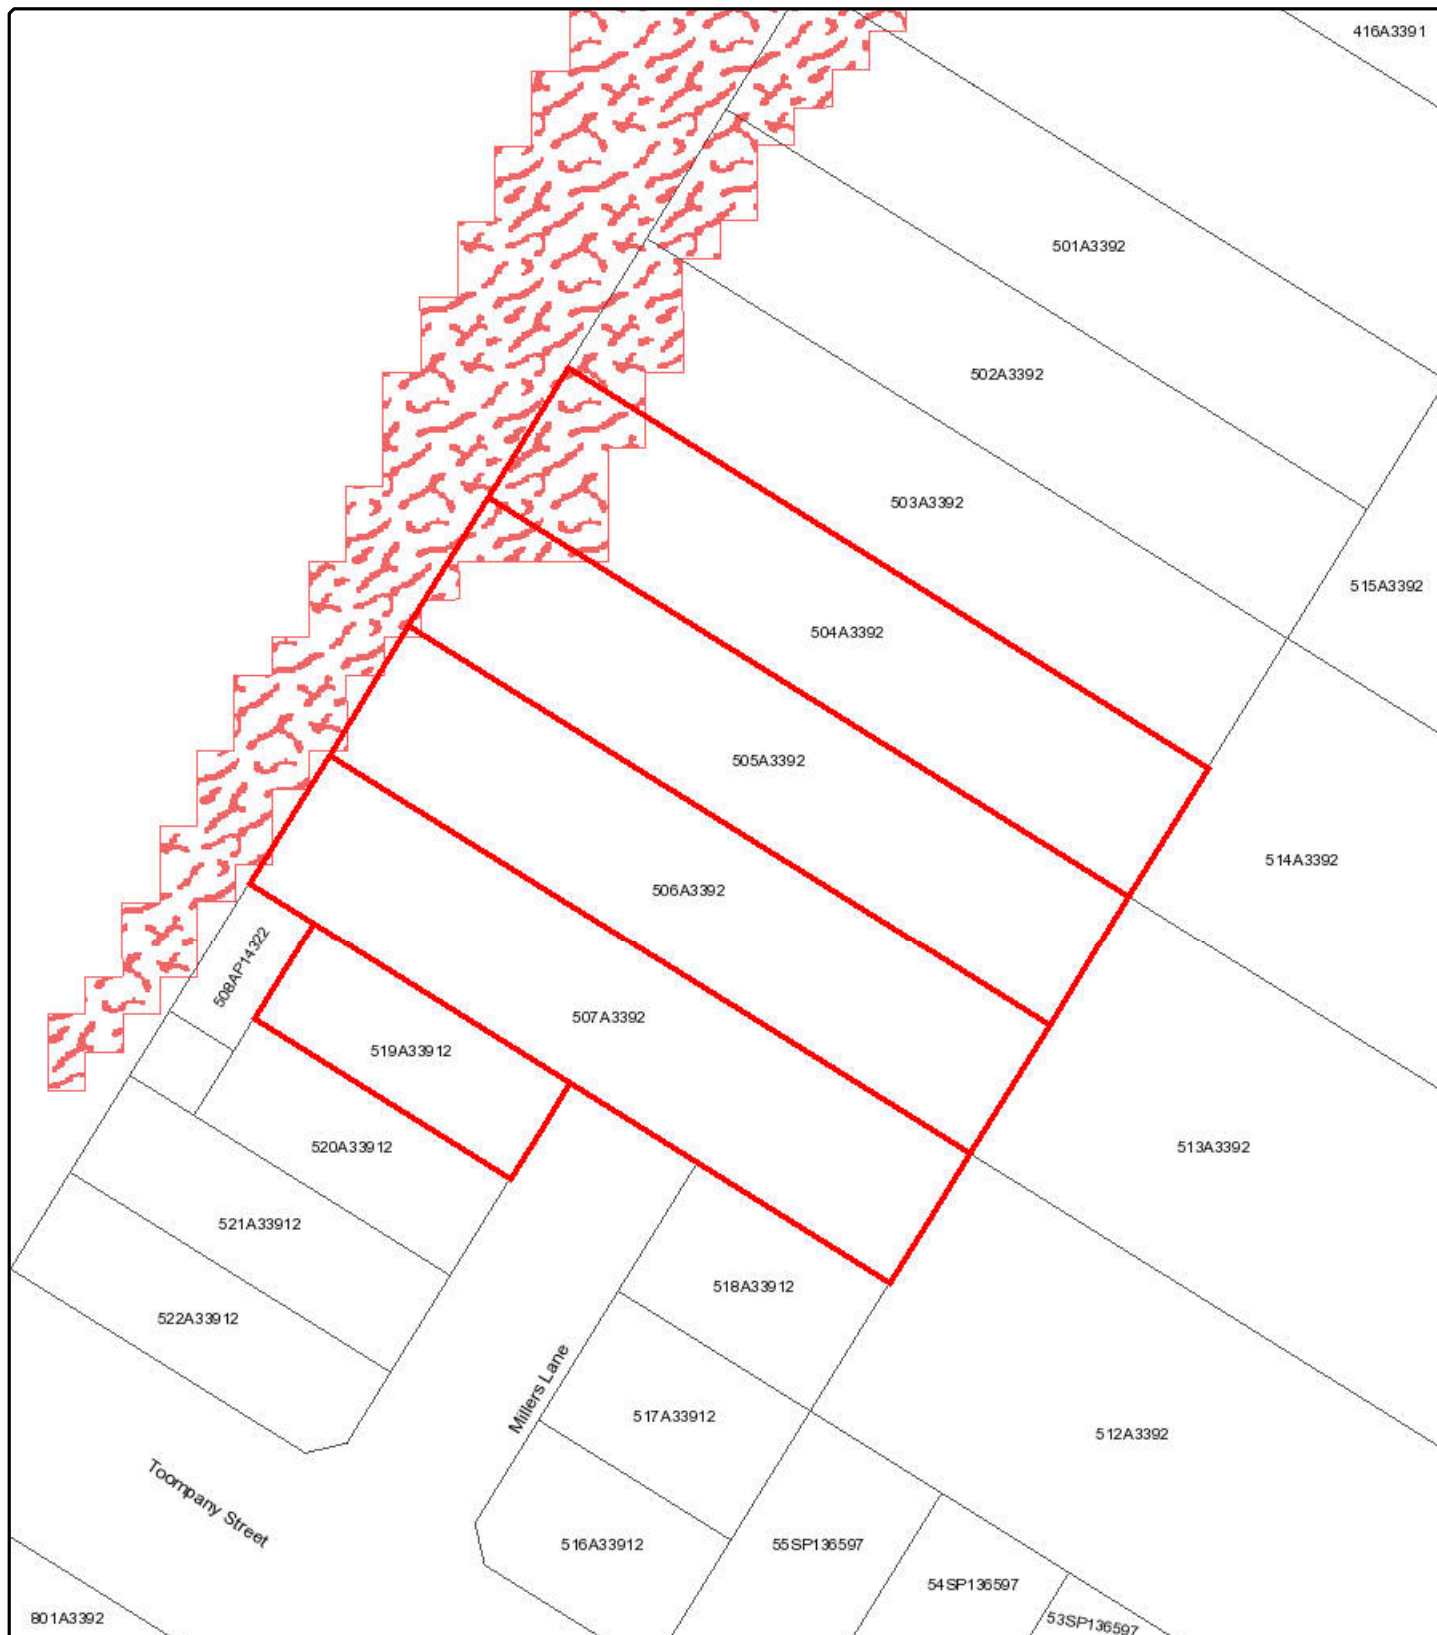 416A3391
501A3392
502A3392
503A3392
515A3392
504A3392
505A3392
514A3392
506A3392
508AP14322
507A3392
519A33912
520A33912
513A3392
521A33912
518A33912
522A33912
Millers Lane
517A33912
512A3392
Toompany Street
516A33912
55SP136597
54SP136597
801A3392
53SP136597